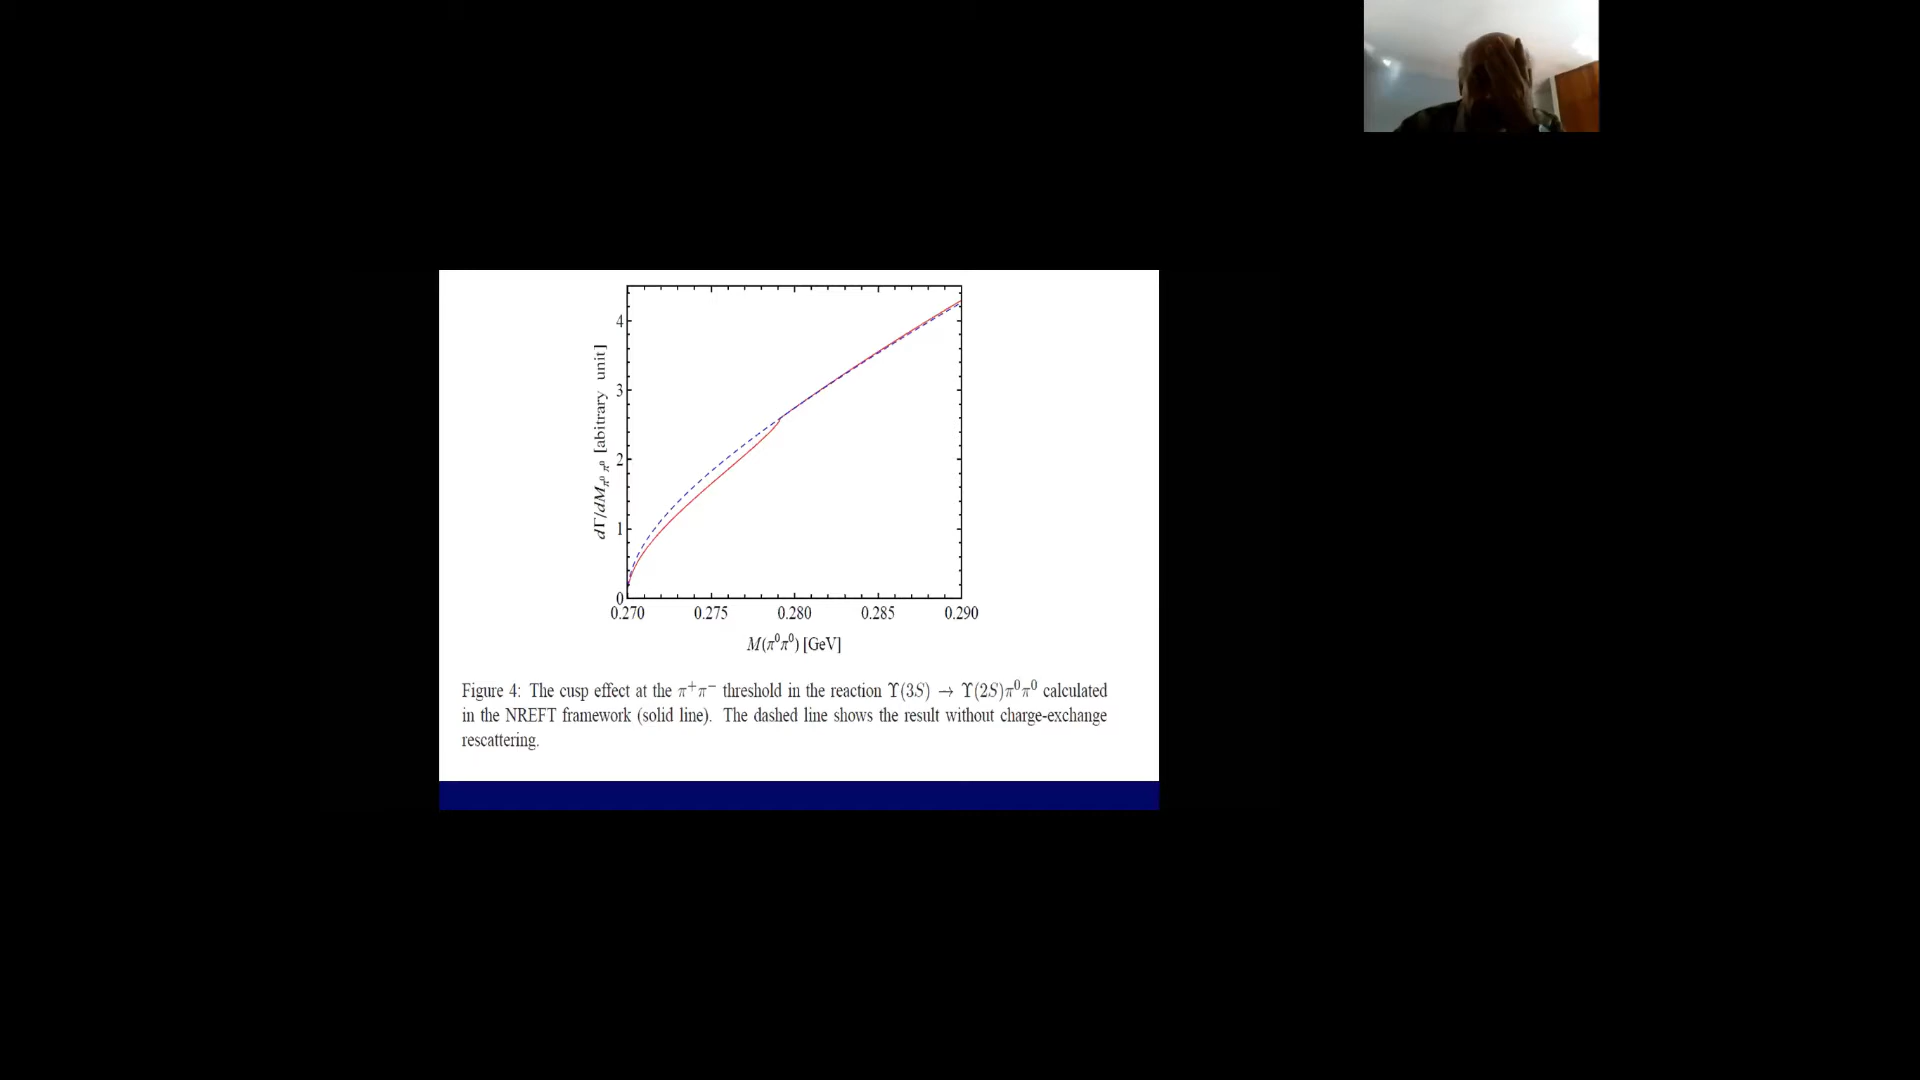 4
3
2
1
0
dΓ/dM_π⁰π⁰ [abitrary unit]
0.270 0.275 0.280 0.285 0.290
M(π⁰π⁰) [GeV]
Figure 4: The cusp effect at the π⁺π⁻ threshold in the reaction Υ(3S) → Υ(2S)π⁰π⁰ calculated
in the NREFT framework (solid line). The dashed line shows the result without charge-exchange
rescattering.